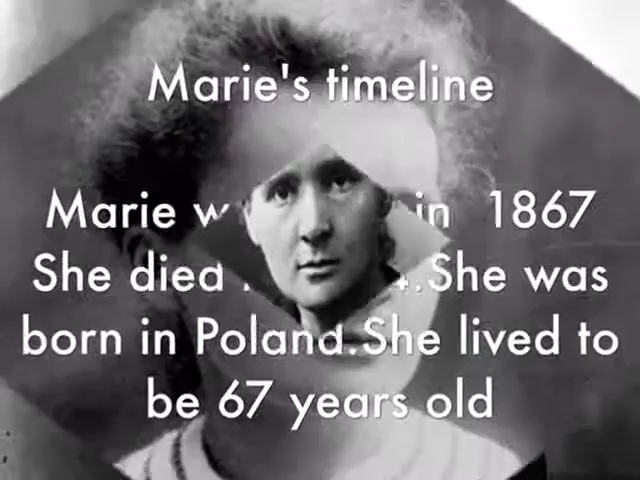 Marie's timeline
Marie in 1867
She died .She was
born in Poland.She lived to
be 67 years old